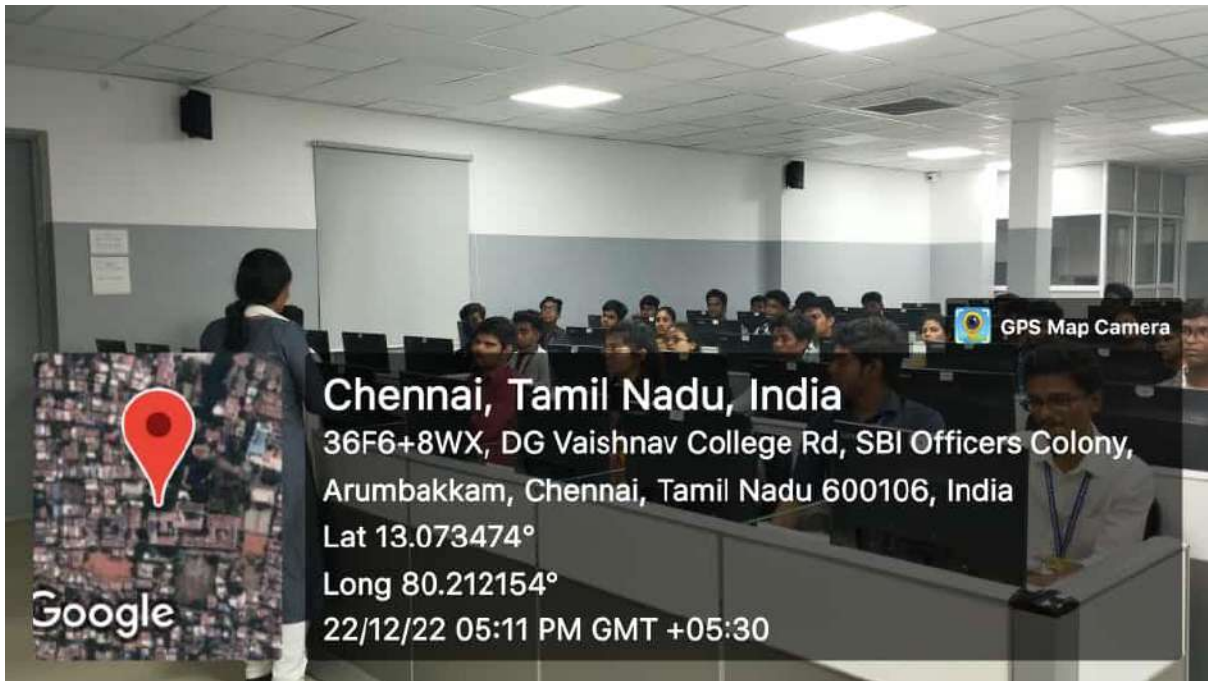 GPS Map Camera
Chennai, Tamil Nadu, India
36F6+8WX, DG Vaishnav College Rd, SBI Officers Colony,
Arumbakkam, Chennai, Tamil Nadu 600106, India
Lat 13.073474°
Long 80.212154°
22/12/22 05:11 PM GMT +05:30
Google